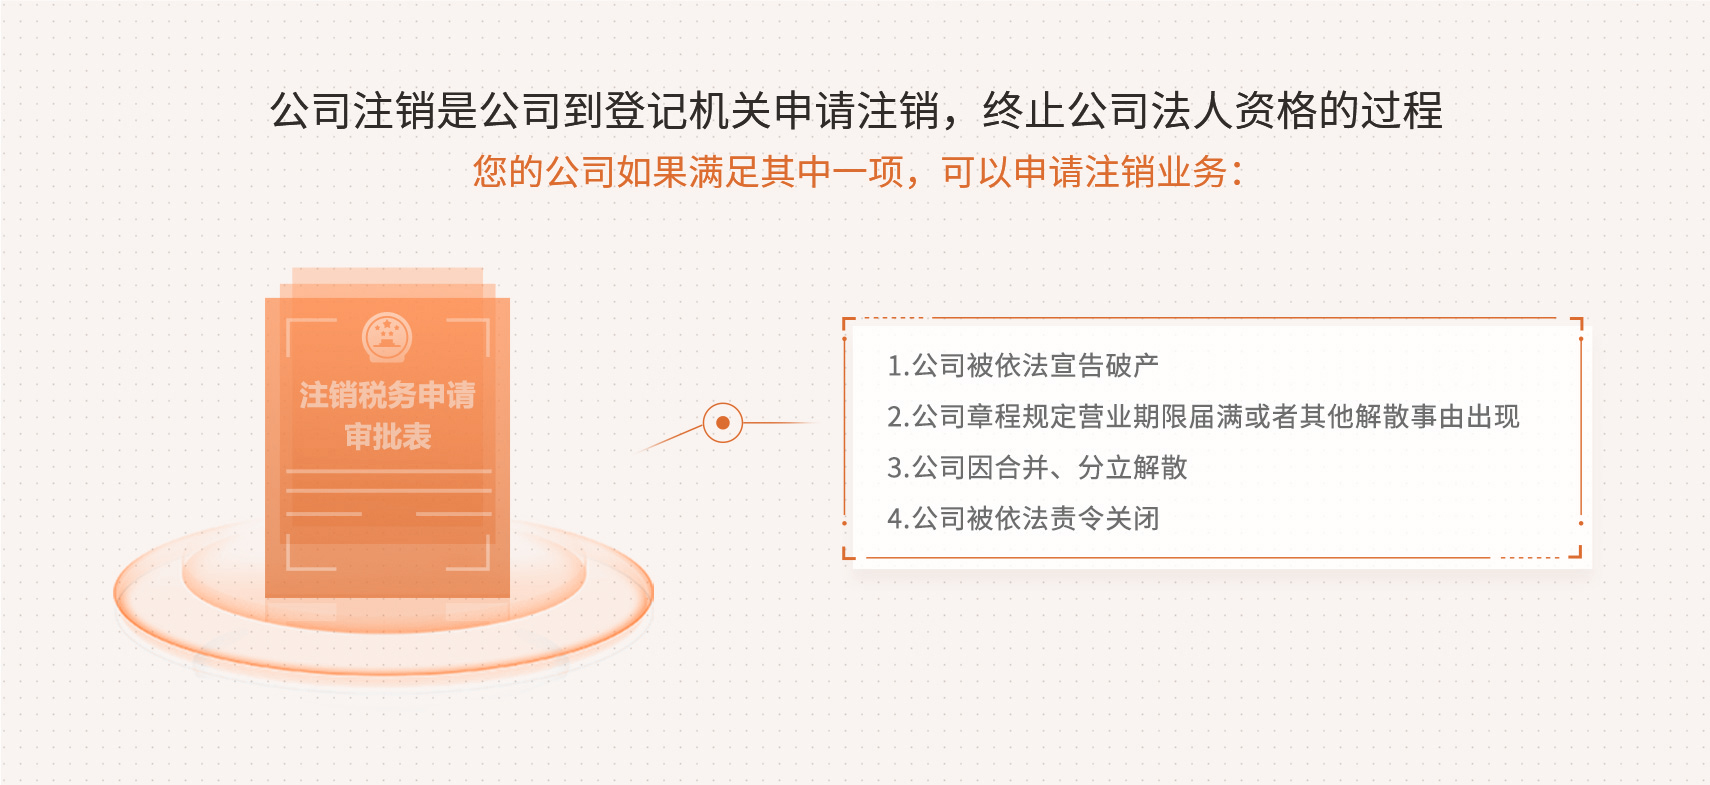 公司注销是公司到登记机关申请注销，终止公司法人资格的过程
您的公司如果满足其中一项，可以申请注销业务：
注销税务申请
审批表
1.公司被依法宣告破产
2.公司章程规定营业期限届满或者其他解散事由出现
3.公司因合并、分立解散
4.公司被依法责令关闭